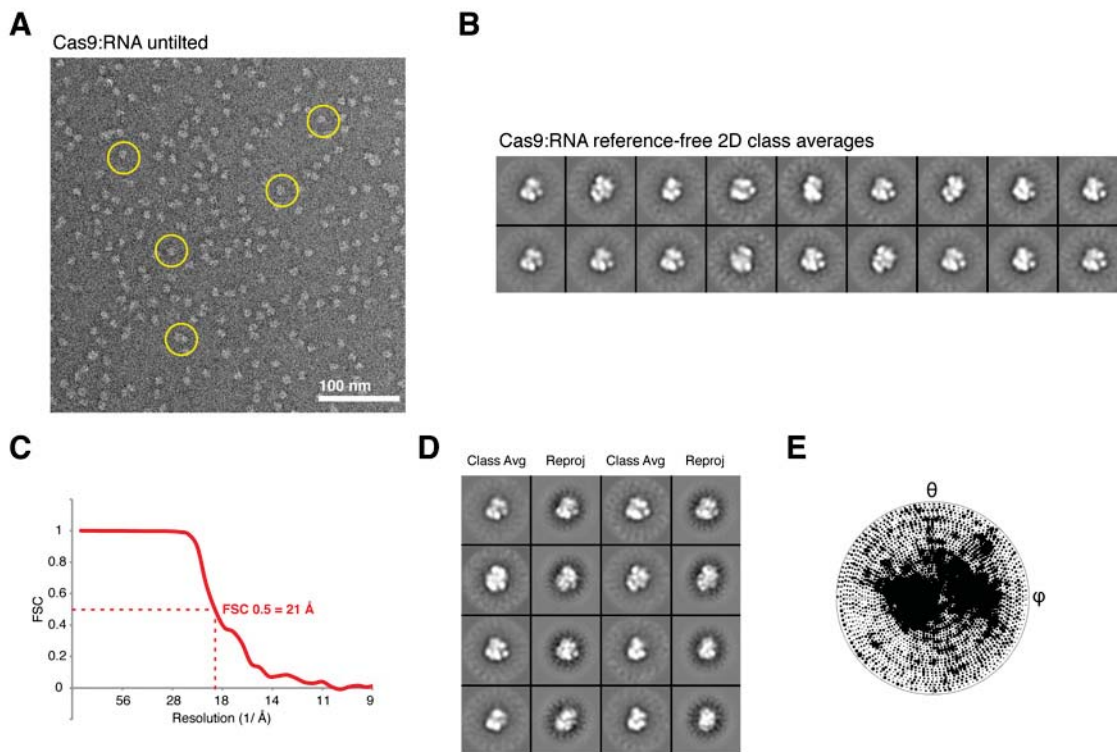 A
Cas9:RNA untilted
100 nm
B
Cas9:RNA reference-free 2D class averages
C
FSC
1
0.8
0.6
0.4
0.2
0
FSC 0.5 = 21 Å
56 28 18 14 11 9
Resolution (1/ Å)
D
Class Avg Reproj Class Avg Reproj
E
θ
φ